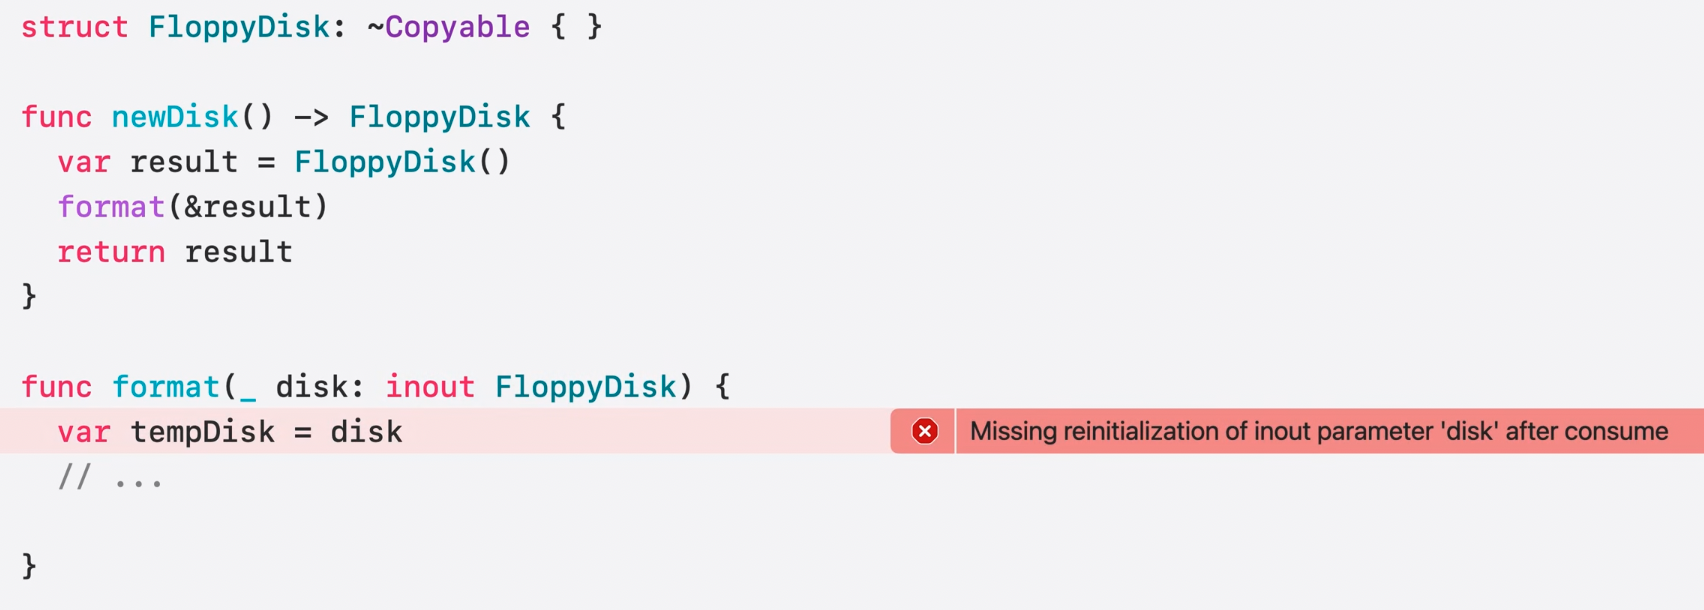 struct FloppyDisk: ~Copyable { }
func newDisk() -> FloppyDisk {
  var result = FloppyDisk()
  format(&result)
  return result
}
func format(_ disk: inout FloppyDisk) {
  var tempDisk = disk Missing reinitialization of inout parameter 'disk' after consume
  // ...
}